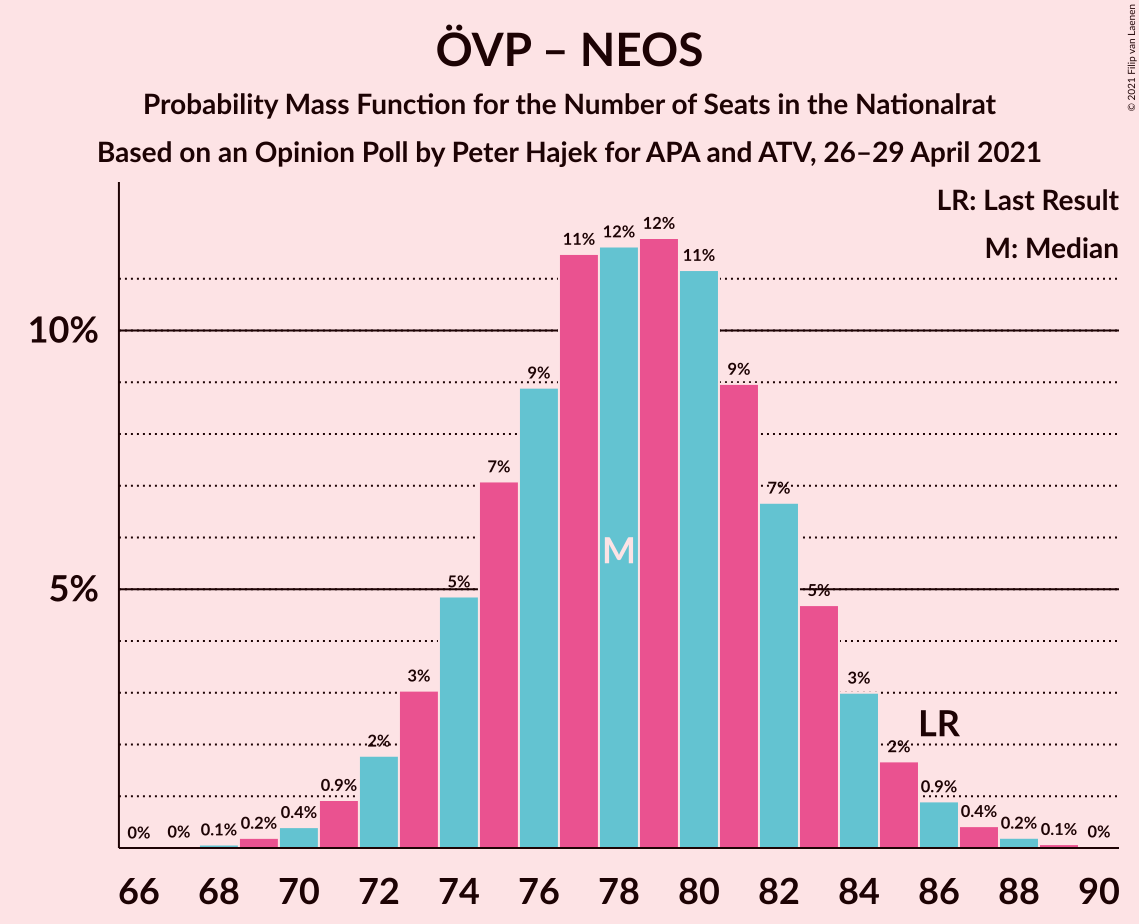 ÖVP – NEOS
Probability Mass Function for the Number of Seats in the Nationalrat
Based on an Opinion Poll by Peter Hajek for APA and ATV, 26–29 April 2021
© 2021 Filip van Laenen
LR: Last Result
M: Median
10%
5%
0% 0% 0.1% 0.2% 0.4% 0.9% 2% 3% 5% 7% 9% 11% 12% 12% 11% 9% 7% 5% 3% 2% 0.9% 0.4% 0.2% 0.1% 0%
M
LR
66 68 70 72 74 76 78 80 82 84 86 88 90